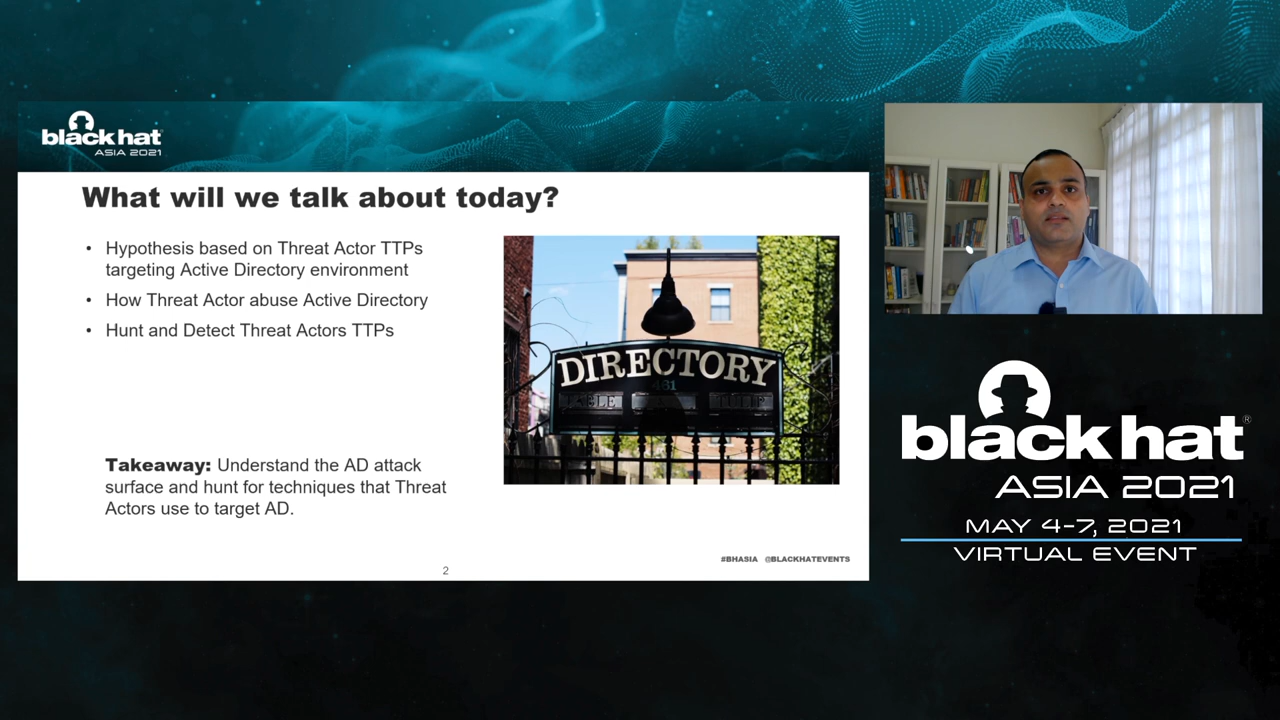 black hat
ASIA 2021
What will we talk about today?
• Hypothesis based on Threat Actor TTPs
targeting Active Directory environment
• How Threat Actor abuse Active Directory
• Hunt and Detect Threat Actors TTPs
Takeaway: Understand the AD attack
surface and hunt for techniques that Threat
Actors use to target AD.
DIRECTORY
461
#BHASIA @BLACKHATEVENTS
2
black hat®
ASIA 2021
MAY 4-7, 2021
VIRTUAL EVENT